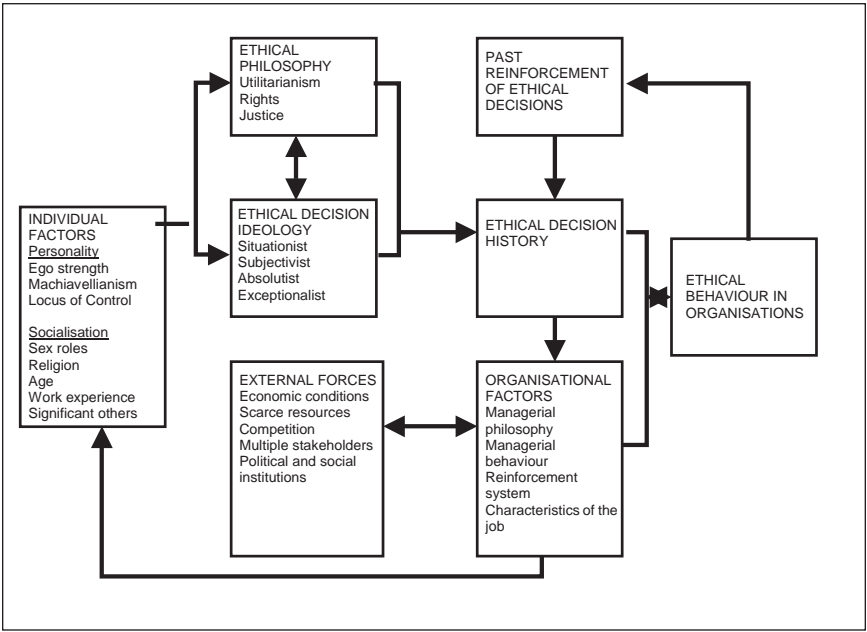 ETHICAL
PHILOSOPHY
Utilitarianism
Rights
Justice
PAST
REINFORCEMENT
OF ETHICAL
DECISIONS
INDIVIDUAL
FACTORS
Personality
Ego strength
Machiavellianism
Locus of Control
Socialisation
Sex roles
Religion
Age
Work experience
Significant others
ETHICAL DECISION
IDEOLOGY
Situationist
Subjectivist
Absolutist
Exceptionalist
ETHICAL DECISION
HISTORY
ETHICAL
BEHAVIOUR IN
ORGANISATIONS
EXTERNAL FORCES
Economic conditions
Scarce resources
Competition
Multiple stakeholders
Political and social
institutions
ORGANISATIONAL
FACTORS
Managerial
philosophy
Managerial
behaviour
Reinforcement
system
Characteristics of the
job